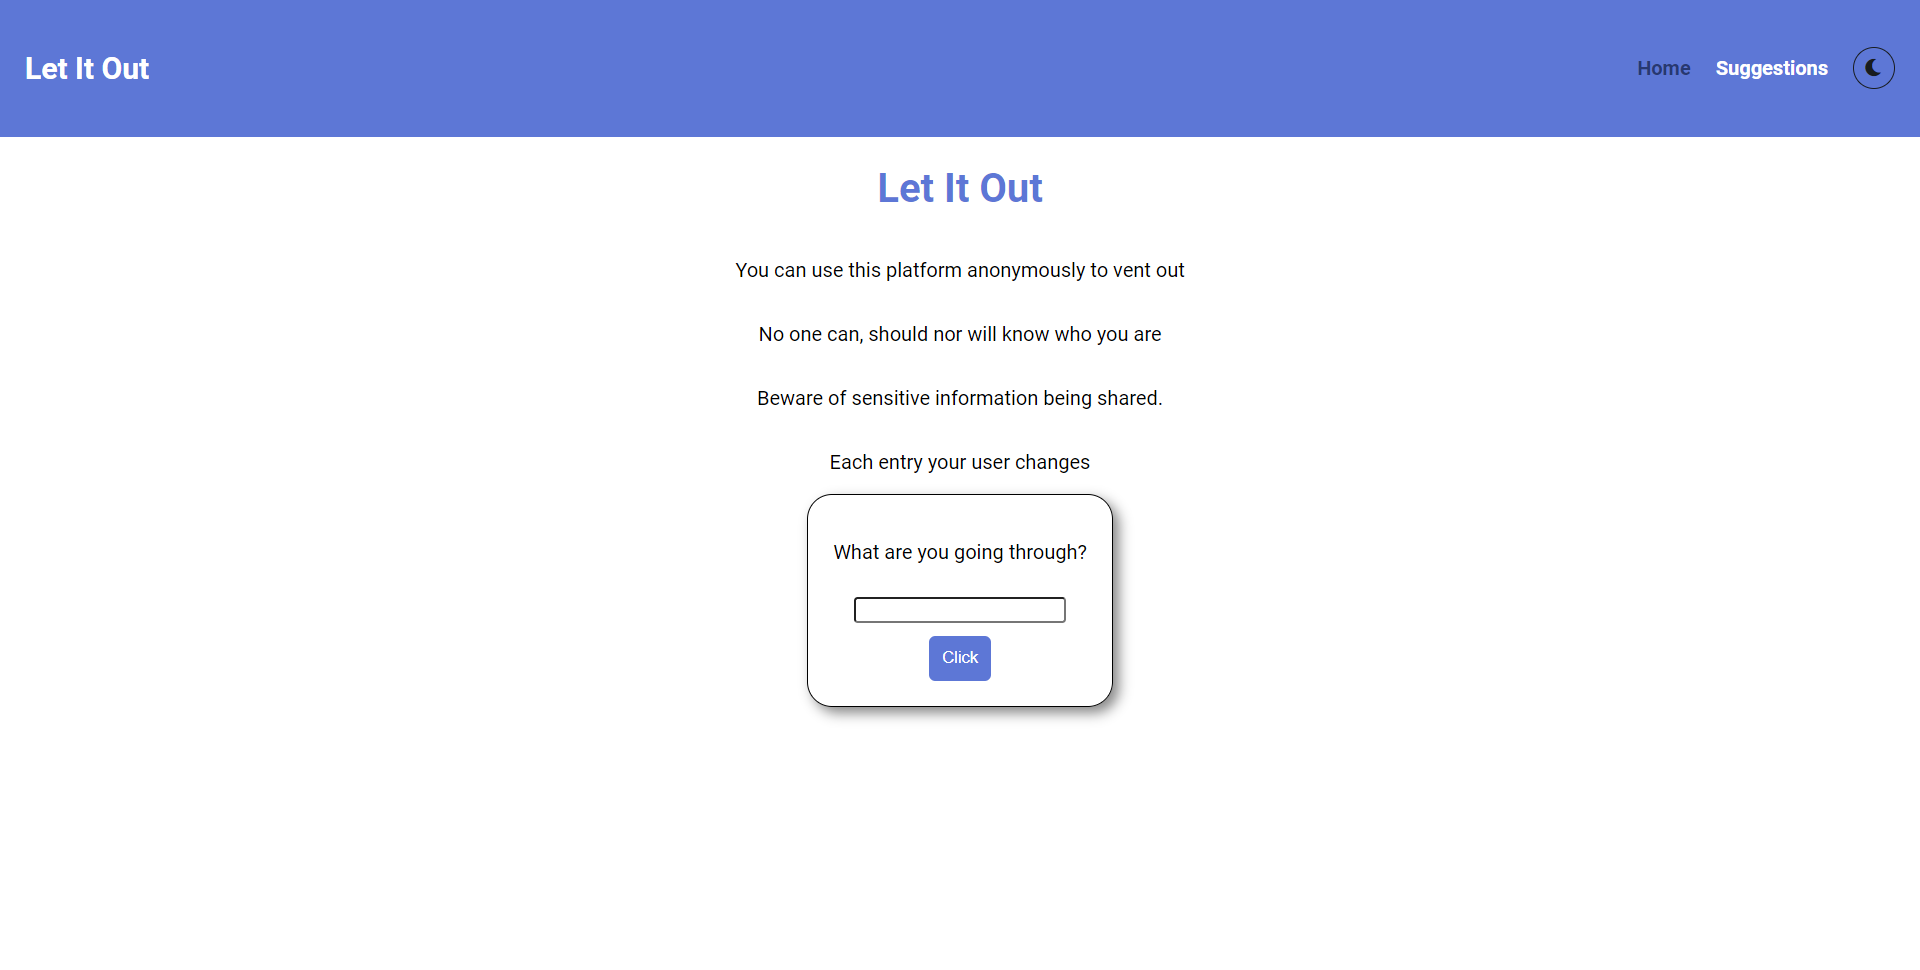 Let It Out
Home Suggestions
Let It Out
You can use this platform anonymously to vent out
No one can, should nor will know who you are
Beware of sensitive information being shared.
Each entry your user changes
What are you going through?
Click